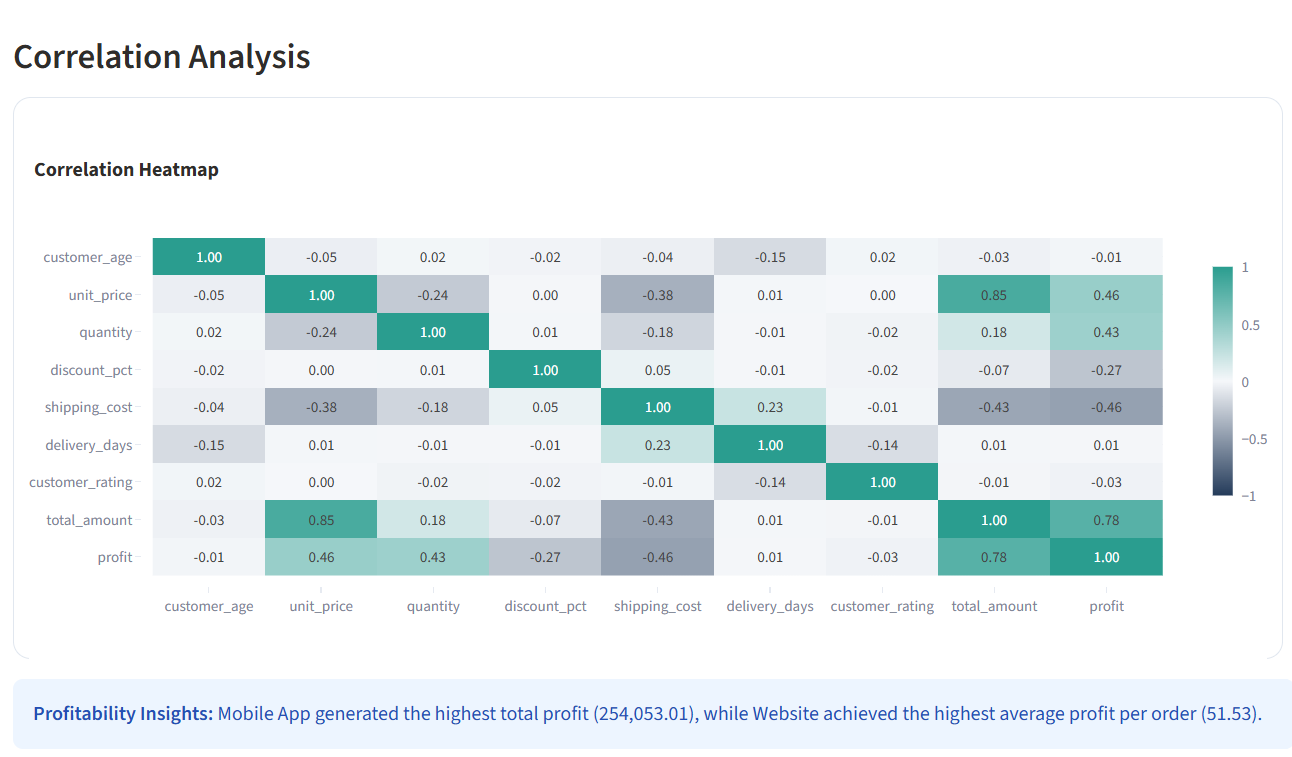 Correlation Analysis
Correlation Heatmap
customer_age 1.00 -0.05 0.02 -0.02 -0.04 -0.15 0.02 -0.03 -0.01
unit_price -0.05 1.00 -0.24 0.00 -0.38 0.01 0.00 0.85 0.46
quantity 0.02 -0.24 1.00 0.01 -0.18 -0.01 -0.02 0.18 0.43
discount_pct -0.02 0.00 0.01 1.00 0.05 -0.01 -0.02 -0.07 -0.27
shipping_cost -0.04 -0.38 -0.18 0.05 1.00 0.23 -0.01 -0.43 -0.46
delivery_days -0.15 0.01 -0.01 -0.01 0.23 1.00 -0.14 0.01 0.01
customer_rating 0.02 0.00 -0.02 -0.02 -0.01 -0.14 1.00 -0.01 -0.03
total_amount -0.03 0.85 0.18 -0.07 -0.43 0.01 -0.01 1.00 0.78
profit -0.01 0.46 0.43 -0.27 -0.46 0.01 -0.03 0.78 1.00
customer_age unit_price quantity discount_pct shipping_cost delivery_days customer_rating total_amount profit
1
0.5
0
−0.5
−1
Profitability Insights: Mobile App generated the highest total profit (254,053.01), while Website achieved the highest average profit per order (51.53).